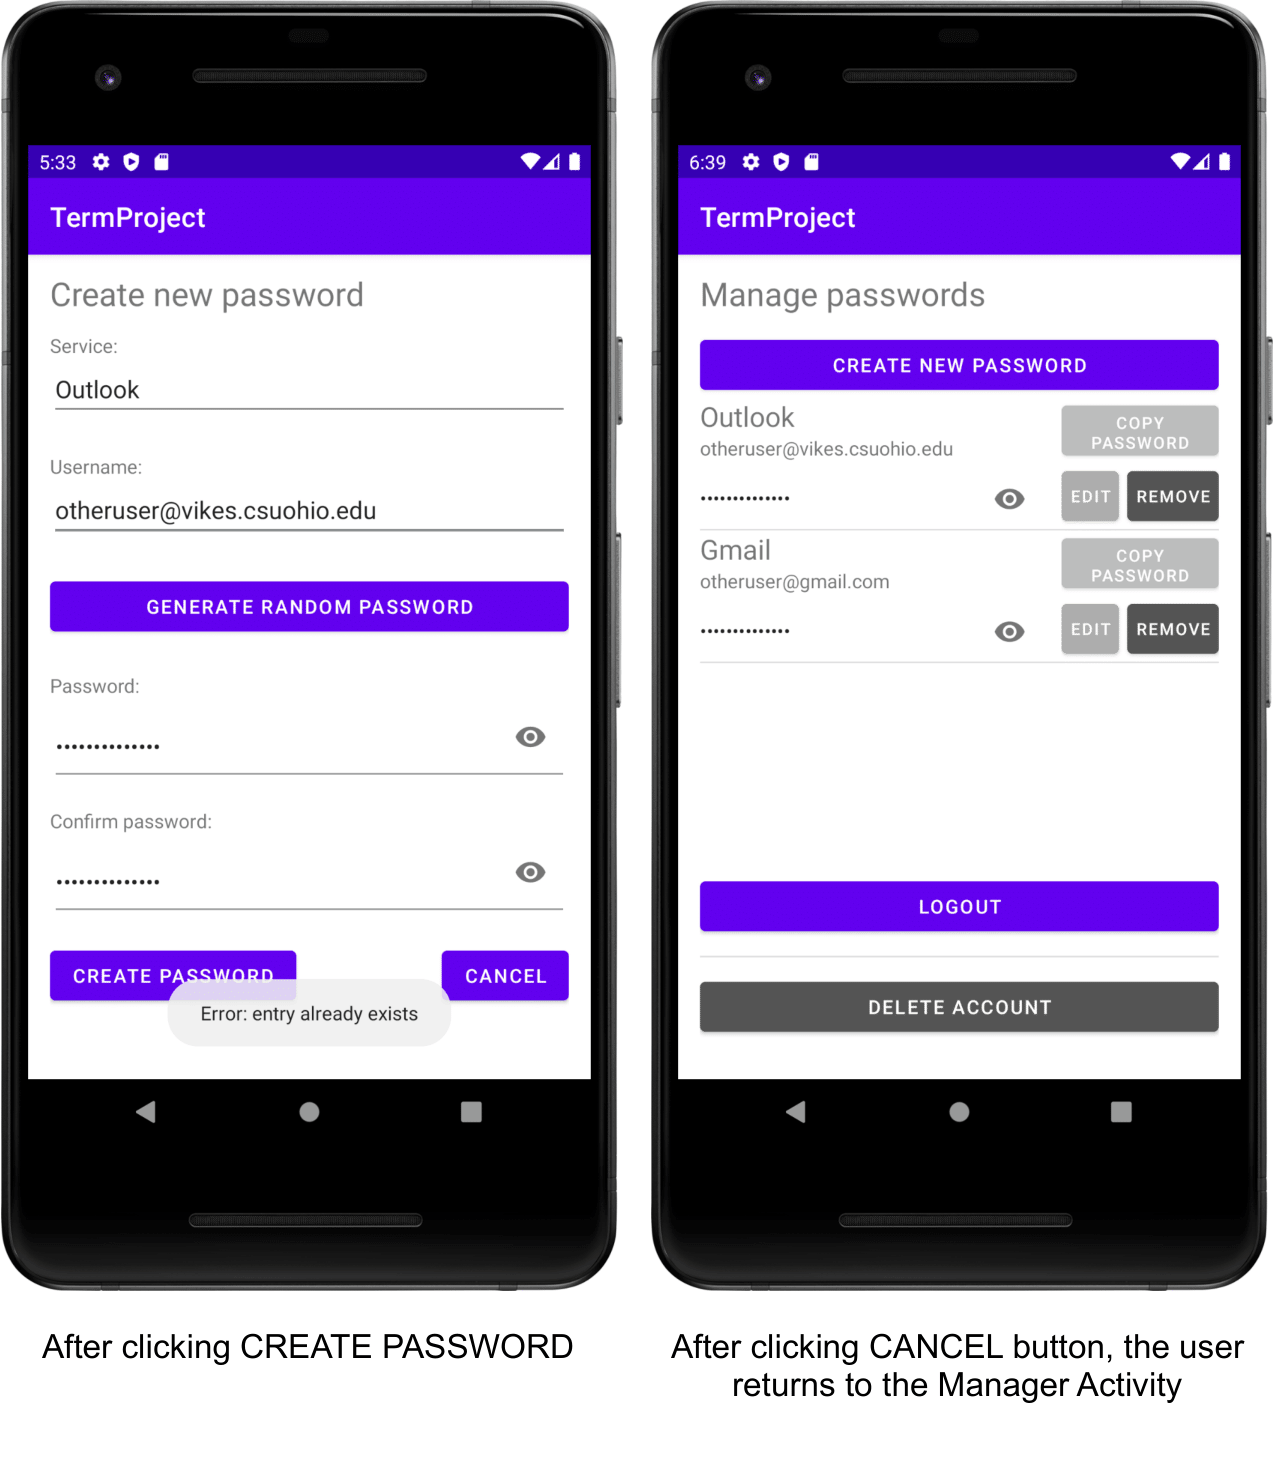 5:33
TermProject
Create new password
Service:
Outlook
Username:
otheruser@vikes.csuohio.edu
GENERATE RANDOM PASSWORD
Password:
••••••••••••••
Confirm password:
••••••••••••••
CREATE PASSWORD
CANCEL
Error: entry already exists
After clicking CREATE PASSWORD
6:39
TermProject
Manage passwords
CREATE NEW PASSWORD
Outlook
otheruser@vikes.csuohio.edu
COPY
PASSWORD
••••••••••••••
EDIT
REMOVE
Gmail
otheruser@gmail.com
COPY
PASSWORD
••••••••••••••
EDIT
REMOVE
LOGOUT
DELETE ACCOUNT
After clicking CANCEL button, the user
returns to the Manager Activity